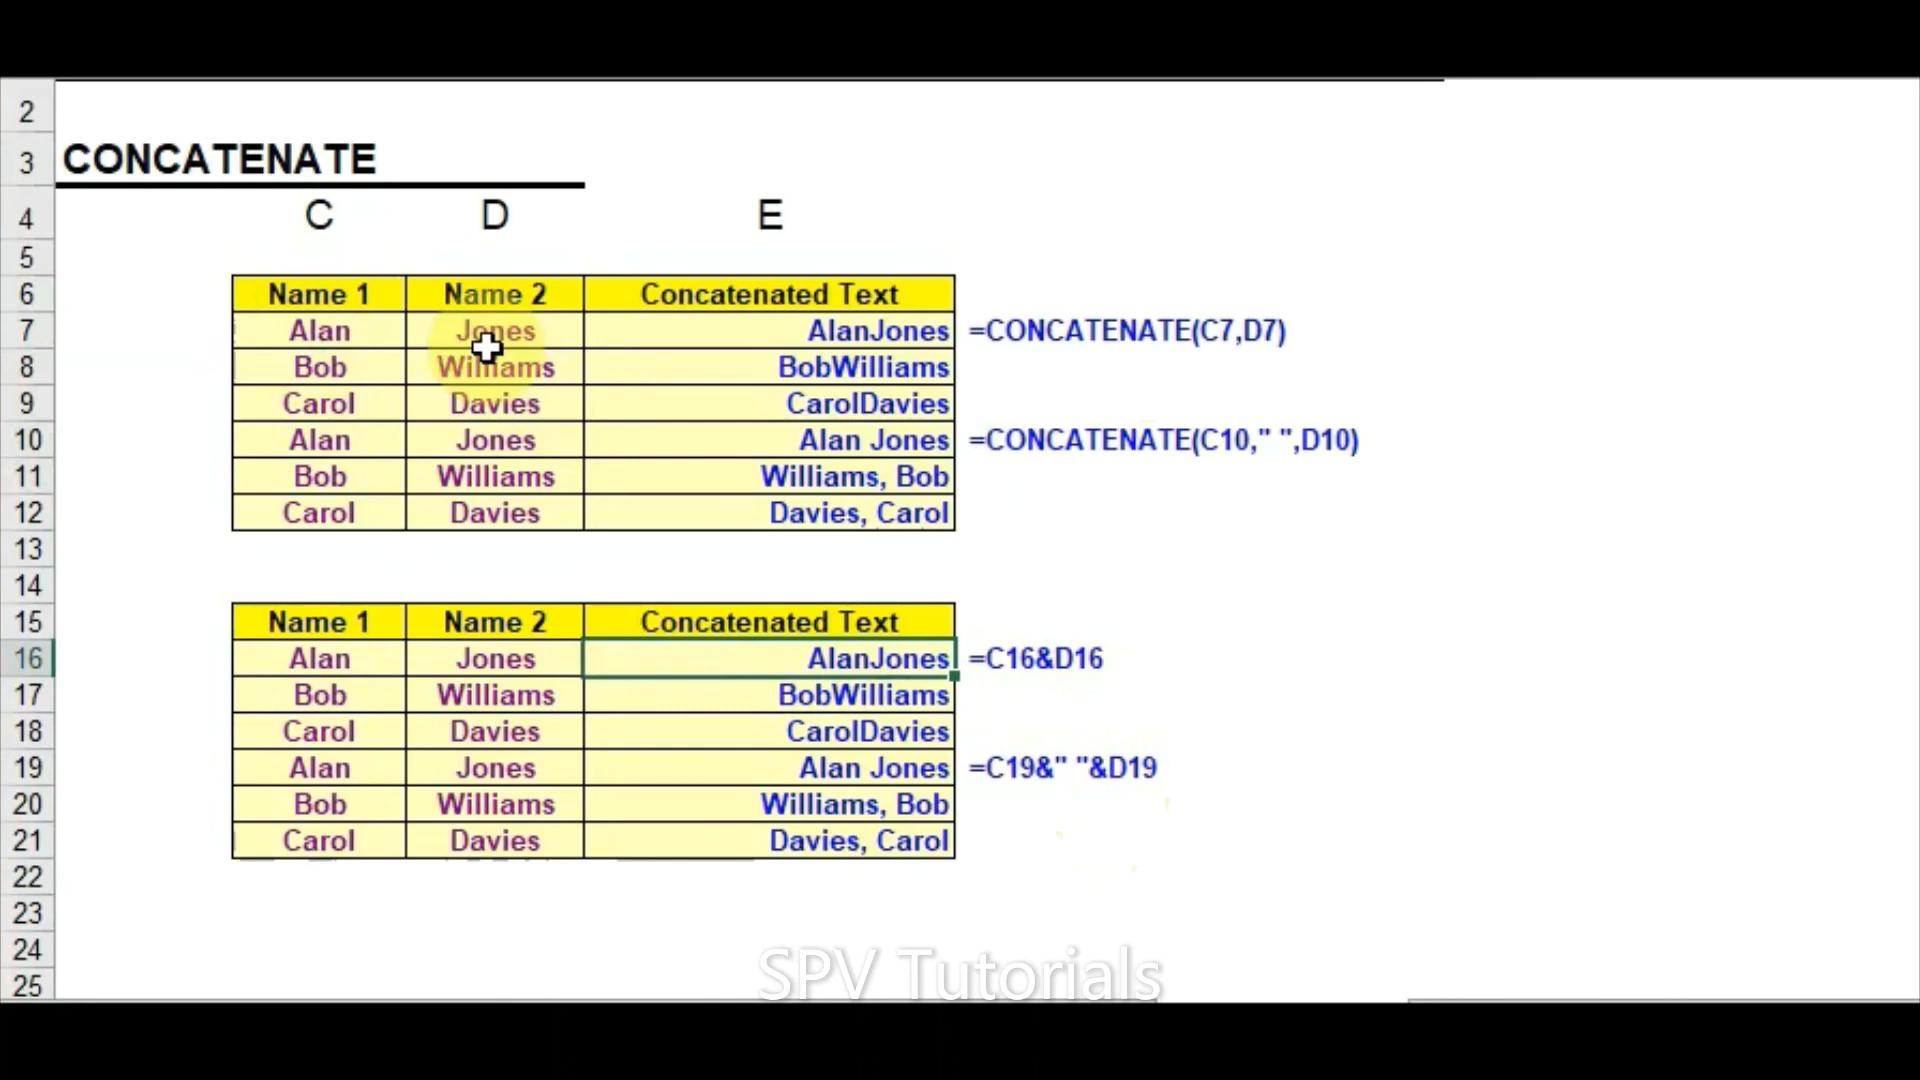 2
3 CONCATENATE
4 C D E
5
6 Name 1 Name 2 Concatenated Text
7 Alan Jones AlanJones =CONCATENATE(C7,D7)
8 Bob Williams BobWilliams
9 Carol Davies CarolDavies
10 Alan Jones Alan Jones =CONCATENATE(C10," ",D10)
11 Bob Williams Williams, Bob
12 Carol Davies Davies, Carol
13
14
15 Name 1 Name 2 Concatenated Text
16 Alan Jones AlanJones =C16&D16
17 Bob Williams BobWilliams
18 Carol Davies CarolDavies
19 Alan Jones Alan Jones =C19&" "&D19
20 Bob Williams Williams, Bob
21 Carol Davies Davies, Carol
22
23
24
25
SPV Tutorials